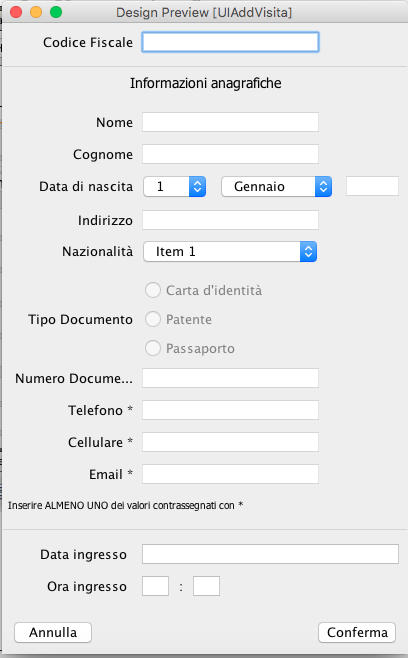 Design Preview [UIAddVisita]
Codice Fiscale
Informazioni anagrafiche
Nome
Cognome
Data di nascita 1 Gennaio
Indirizzo
Nazionalità Item 1
Carta d'identità
Tipo Documento Patente
Passaporto
Numero Docume...
Telefono *
Cellulare *
Email *
Inserire ALMENO UNO dei valori contrassegnati con *
Data ingresso
Ora ingresso :
Annulla Conferma